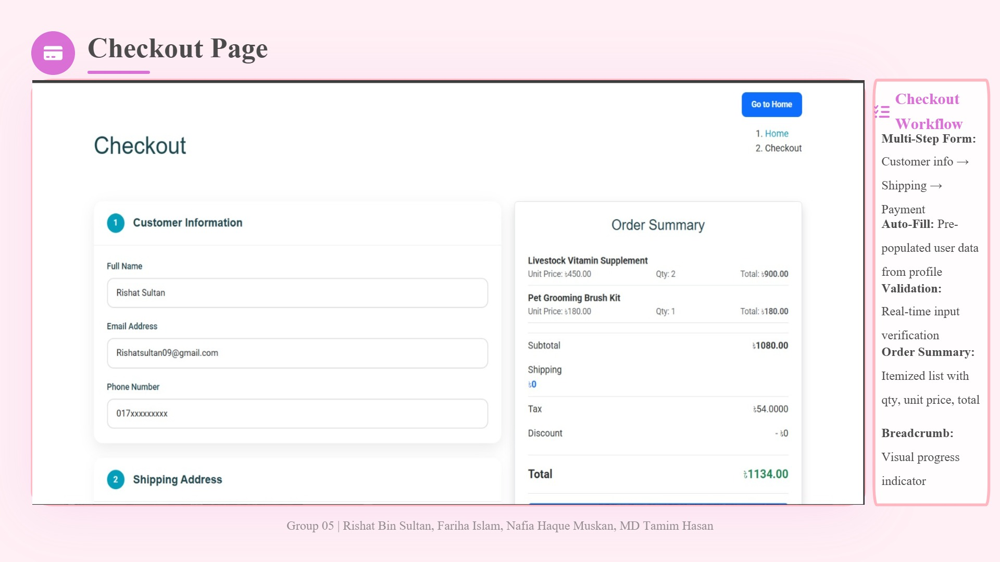 Checkout Page
Go to Home
1. Home
2. Checkout
Checkout
1 Customer Information
Full Name
Rishat Sultan
Email Address
Rishatsultan09@gmail.com
Phone Number
017xxxxxxxxx
2 Shipping Address
Order Summary
Livestock Vitamin Supplement
Unit Price: ৳450.00 Qty: 2 Total: ৳900.00
Pet Grooming Brush Kit
Unit Price: ৳180.00 Qty: 1 Total: ৳180.00
Subtotal ৳1080.00
Shipping
৳0
Tax ৳54.0000
Discount - ৳0
Total ৳1134.00
Checkout
Workflow
Multi-Step Form:
Customer info →
Shipping →
Payment
Auto-Fill: Pre-
populated user data
from profile
Validation:
Real-time input
verification
Order Summary:
Itemized list with
qty, unit price, total
Breadcrumb:
Visual progress
indicator
Group 05 | Rishat Bin Sultan, Fariha Islam, Nafia Haque Muskan, MD Tamim Hasan